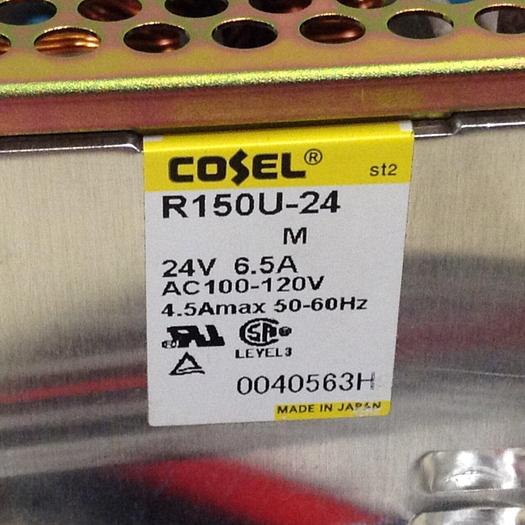 COSEL® st2
R150U-24
M
24V 6.5A
AC100-120V
4.5Amax 50-60Hz
LEVEL3
0040563H
MADE IN JAPAN